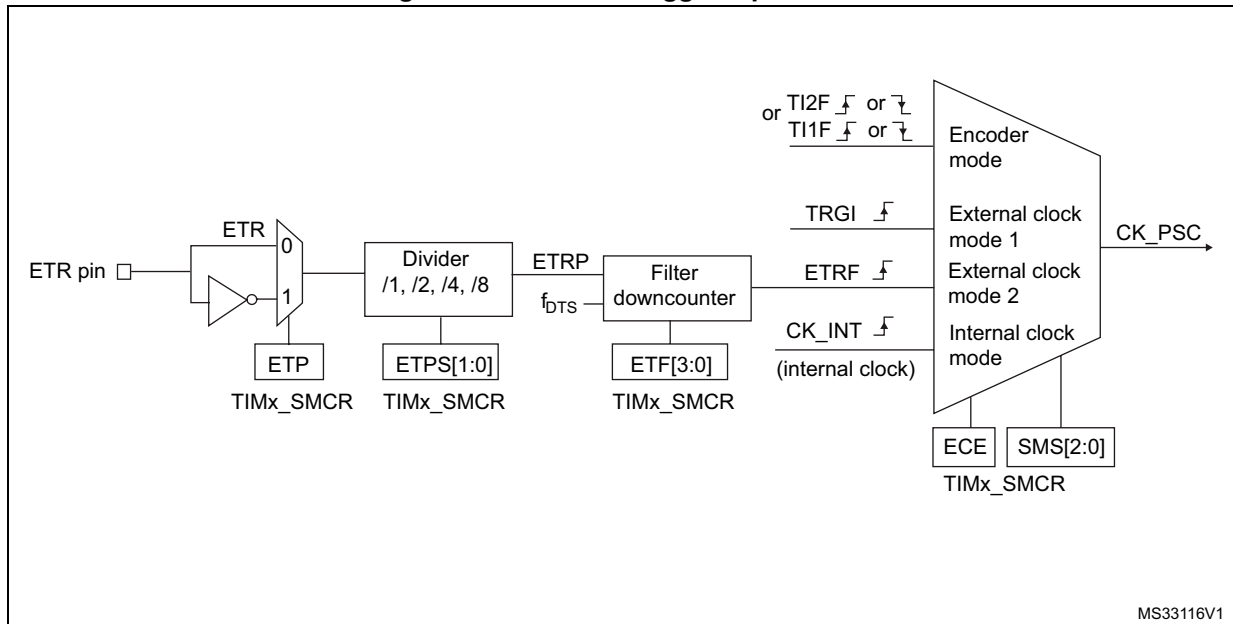 or TI2F or
TI1F or
Encoder
mode
TRGI
External clock
mode 1
CK_PSC
ETR
0
ETR pin
1
Divider
/1, /2, /4, /8
ETRP
fDTS
Filter
downcounter
ETRF
External clock
mode 2
CK_INT
(internal clock)
Internal clock
mode
ETP
TIMx_SMCR
ETPS[1:0]
TIMx_SMCR
ETF[3:0]
TIMx_SMCR
ECE
SMS[2:0]
TIMx_SMCR
MS33116V1